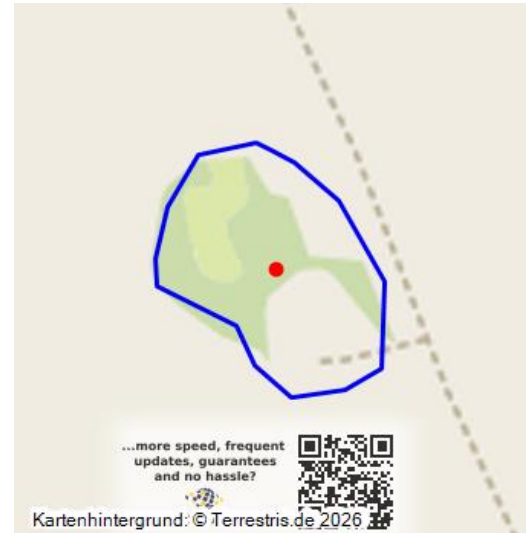 ...more speed, frequent
updates, guarantees
and no hassle?
Kartenhintergrund: © Terrestris.de 2026